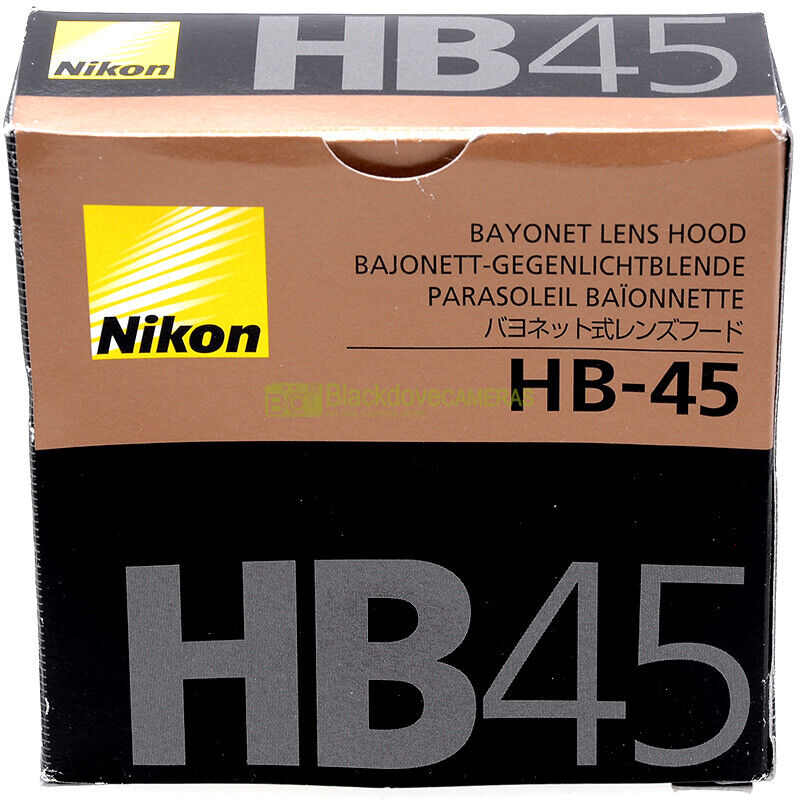 Nikon HB45
BAYONET LENS HOOD
BAJONETT-GEGENLICHTBLENDE
PARASOLEIL BAÏONNETTE
バヨネット式レンズフード
Nikon
HB-45
BlackdoveCAMERAS
HB45